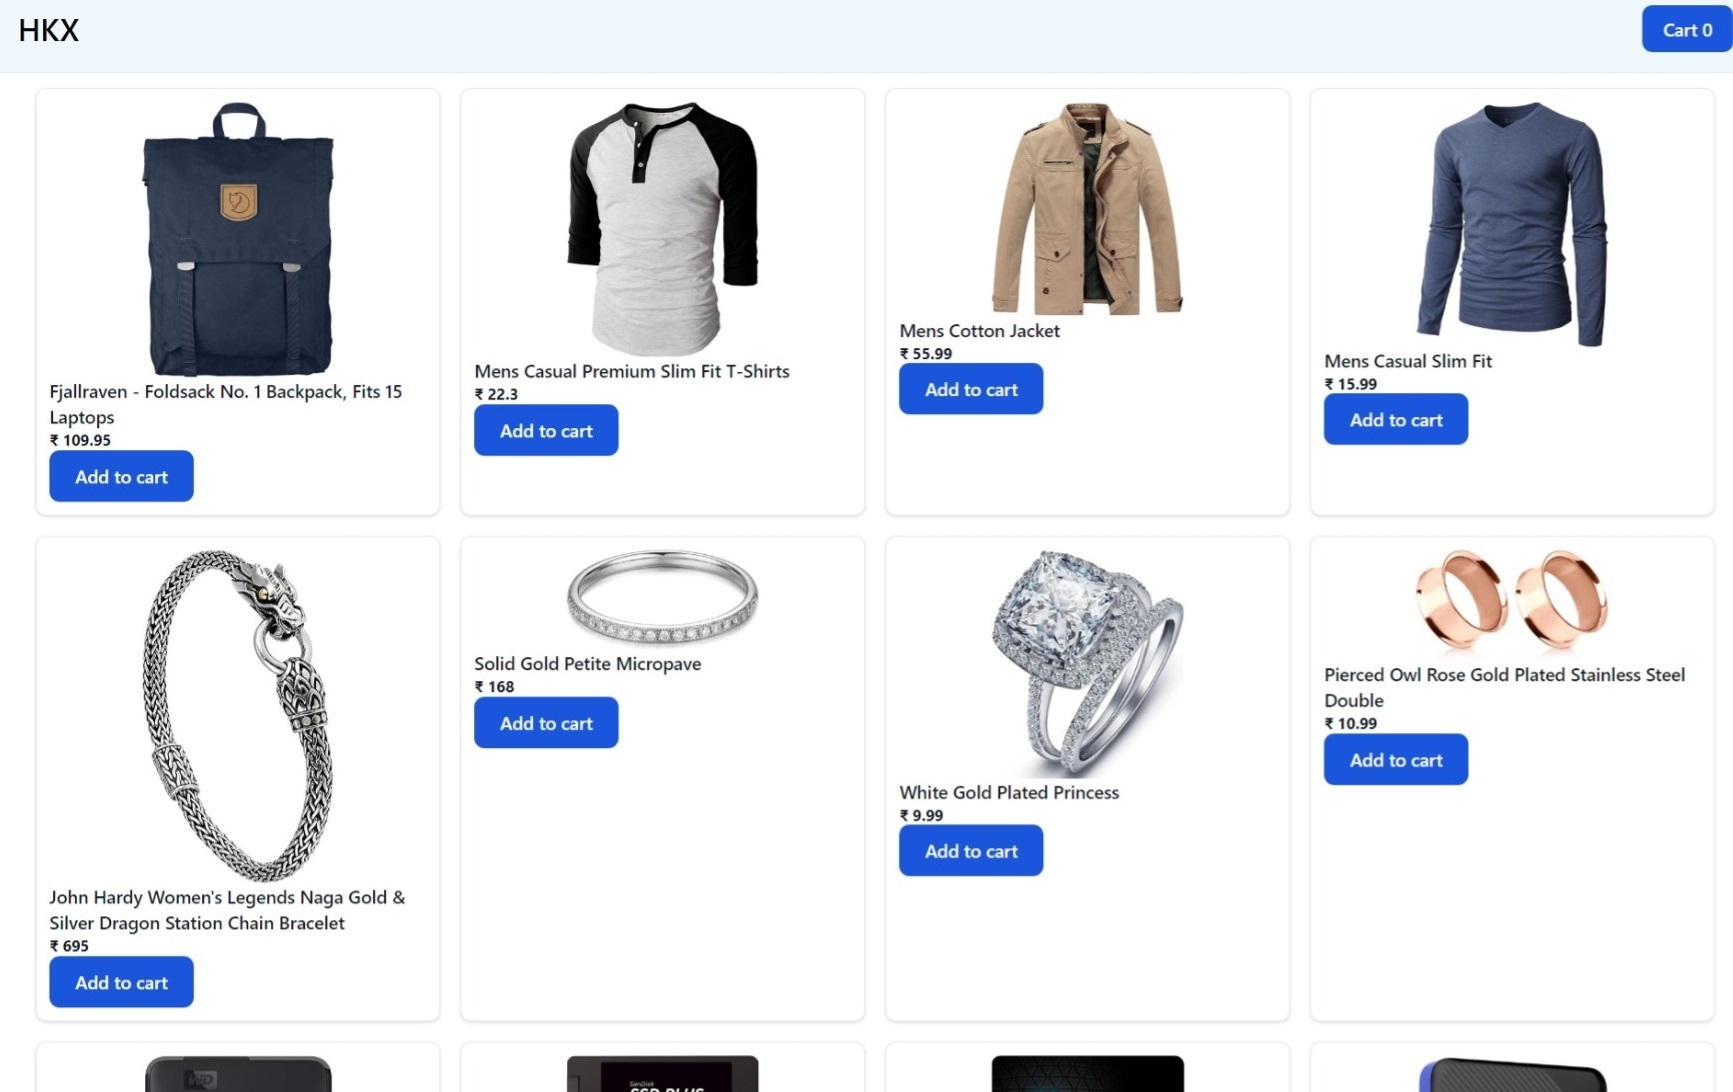 HKX
Cart 0
Fjallraven - Foldsack No. 1 Backpack, Fits 15
Laptops
₹ 109.95
Add to cart
Mens Casual Premium Slim Fit T-Shirts
₹ 22.3
Add to cart
Mens Cotton Jacket
₹ 55.99
Add to cart
Mens Casual Slim Fit
₹ 15.99
Add to cart
John Hardy Women's Legends Naga Gold &
Silver Dragon Station Chain Bracelet
₹ 695
Add to cart
Solid Gold Petite Micropave
₹ 168
Add to cart
White Gold Plated Princess
₹ 9.99
Add to cart
Pierced Owl Rose Gold Plated Stainless Steel
Double
₹ 10.99
Add to cart
WD
SanDisk
SSD PLUS